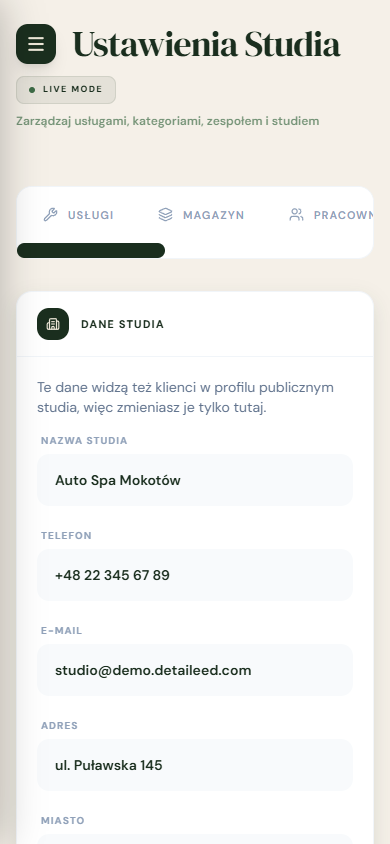 Ustawienia Studia
LIVE MODE
Zarządzaj usługami, kategoriami, zespołem i studiem
USŁUGI
MAGAZYN
PRACOWN
DANE STUDIA
Te dane widzą też klienci w profilu publicznym
studia, więc zmieniasz je tylko tutaj.
NAZWA STUDIA
Auto Spa Mokotów
TELEFON
+48 22 345 67 89
E-MAIL
studio@demo.detaileed.com
ADRES
ul. Puławska 145
MIASTO